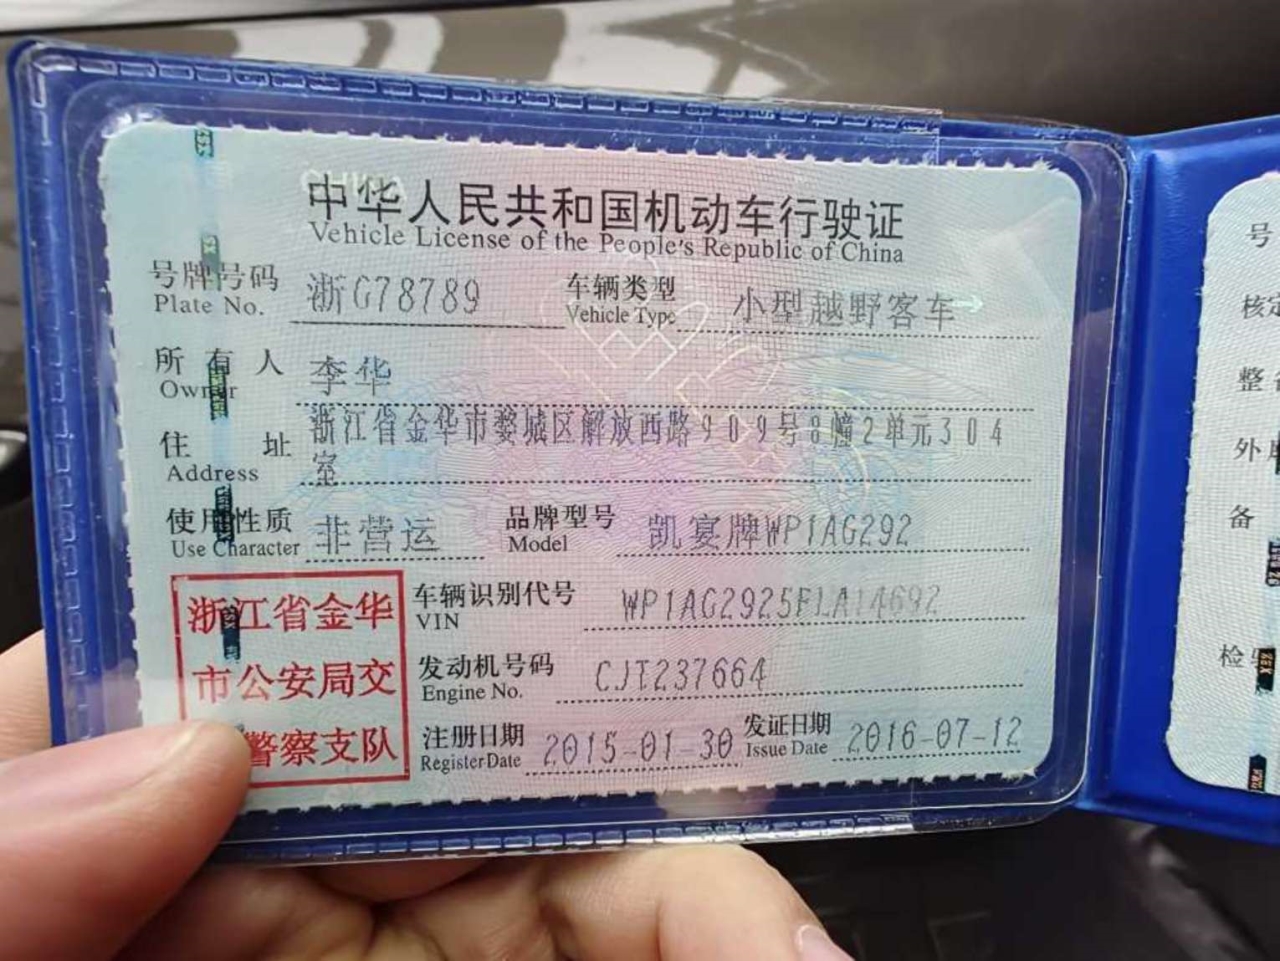 中华人民共和国机动车行驶证
Vehicle License of the People's Republic of China
号牌号码 浙G78789 车辆类型 小型越野客车
Plate No. Vehicle Type
所有人 李华
Owner
住址 浙江省金华市婺城区解放西路909号8幢2单元304
室
Address
使用性质 非营运 品牌型号 凯宴牌WP1AG292
Use Character Model
浙江省金华
市公安局交
警察支队
车辆识别代号 WP1AG2925FLA14692
VIN
发动机号码 CJT237664
Engine No.
注册日期 2015-01-30 发证日期 2016-07-12
Register Date Issue Date
号
核定
整
外
备
检